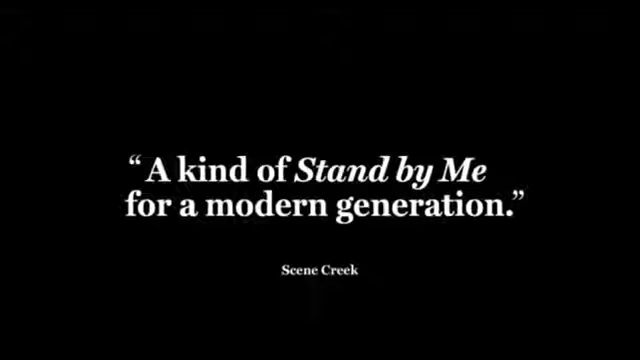 “A kind of Stand by Me
for a modern generation.”
Scene Creek